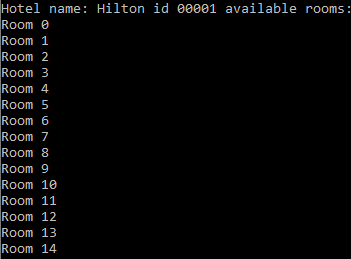 Hotel name: Hilton id 00001 available rooms:
Room 0
Room 1
Room 2
Room 3
Room 4
Room 5
Room 6
Room 7
Room 8
Room 9
Room 10
Room 11
Room 12
Room 13
Room 14